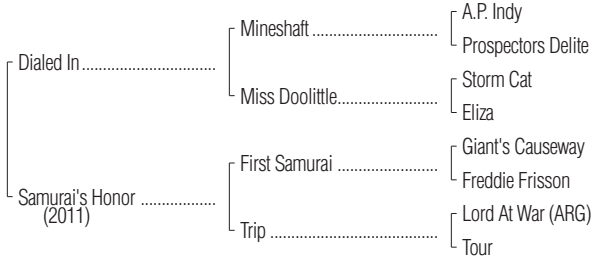 A.P. Indy
Mineshaft
Prospectors Delite
Dialed In
Storm Cat
Miss Doolittle
Eliza
Giant's Causeway
First Samurai
Freddie Frisson
Samurai's Honor
(2011)
Lord At War (ARG)
Trip
Tour